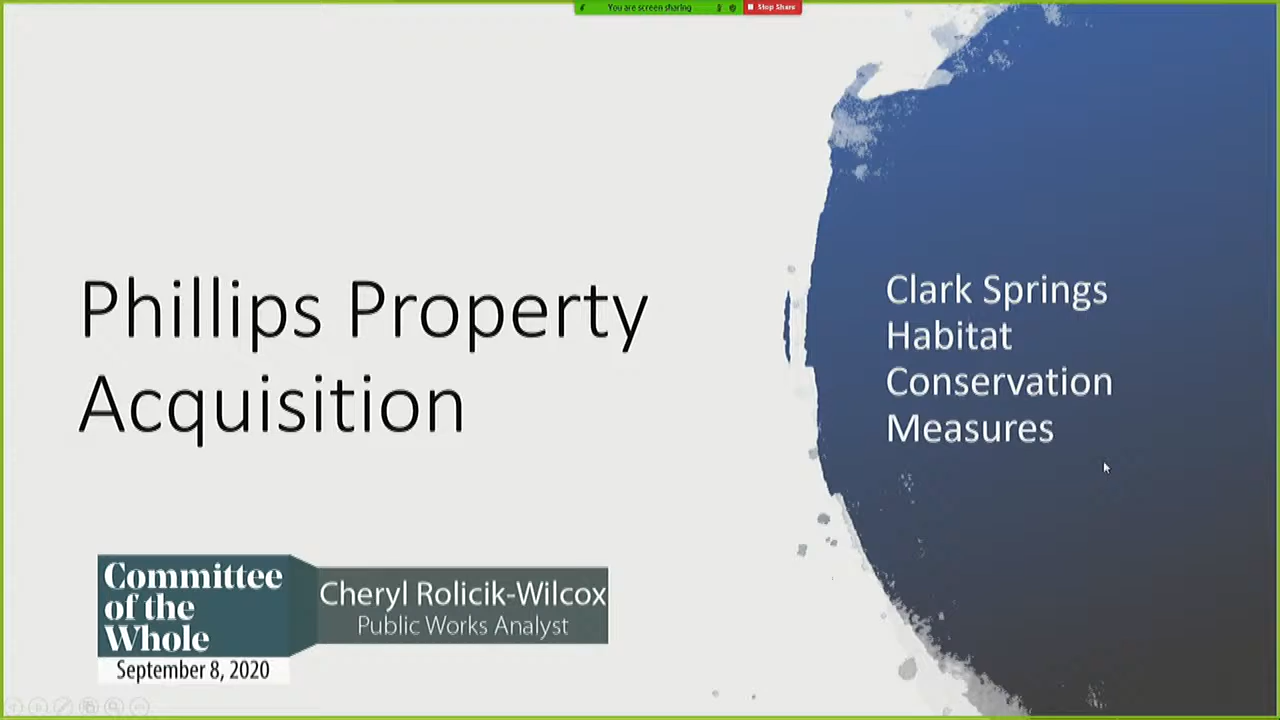 You are screen sharing
Stop Share
Phillips Property
Acquisition
Clark Springs
Habitat
Conservation
Measures
Committee
of the
Whole
September 8, 2020
Cheryl Rolicik-Wilcox
Public Works Analyst